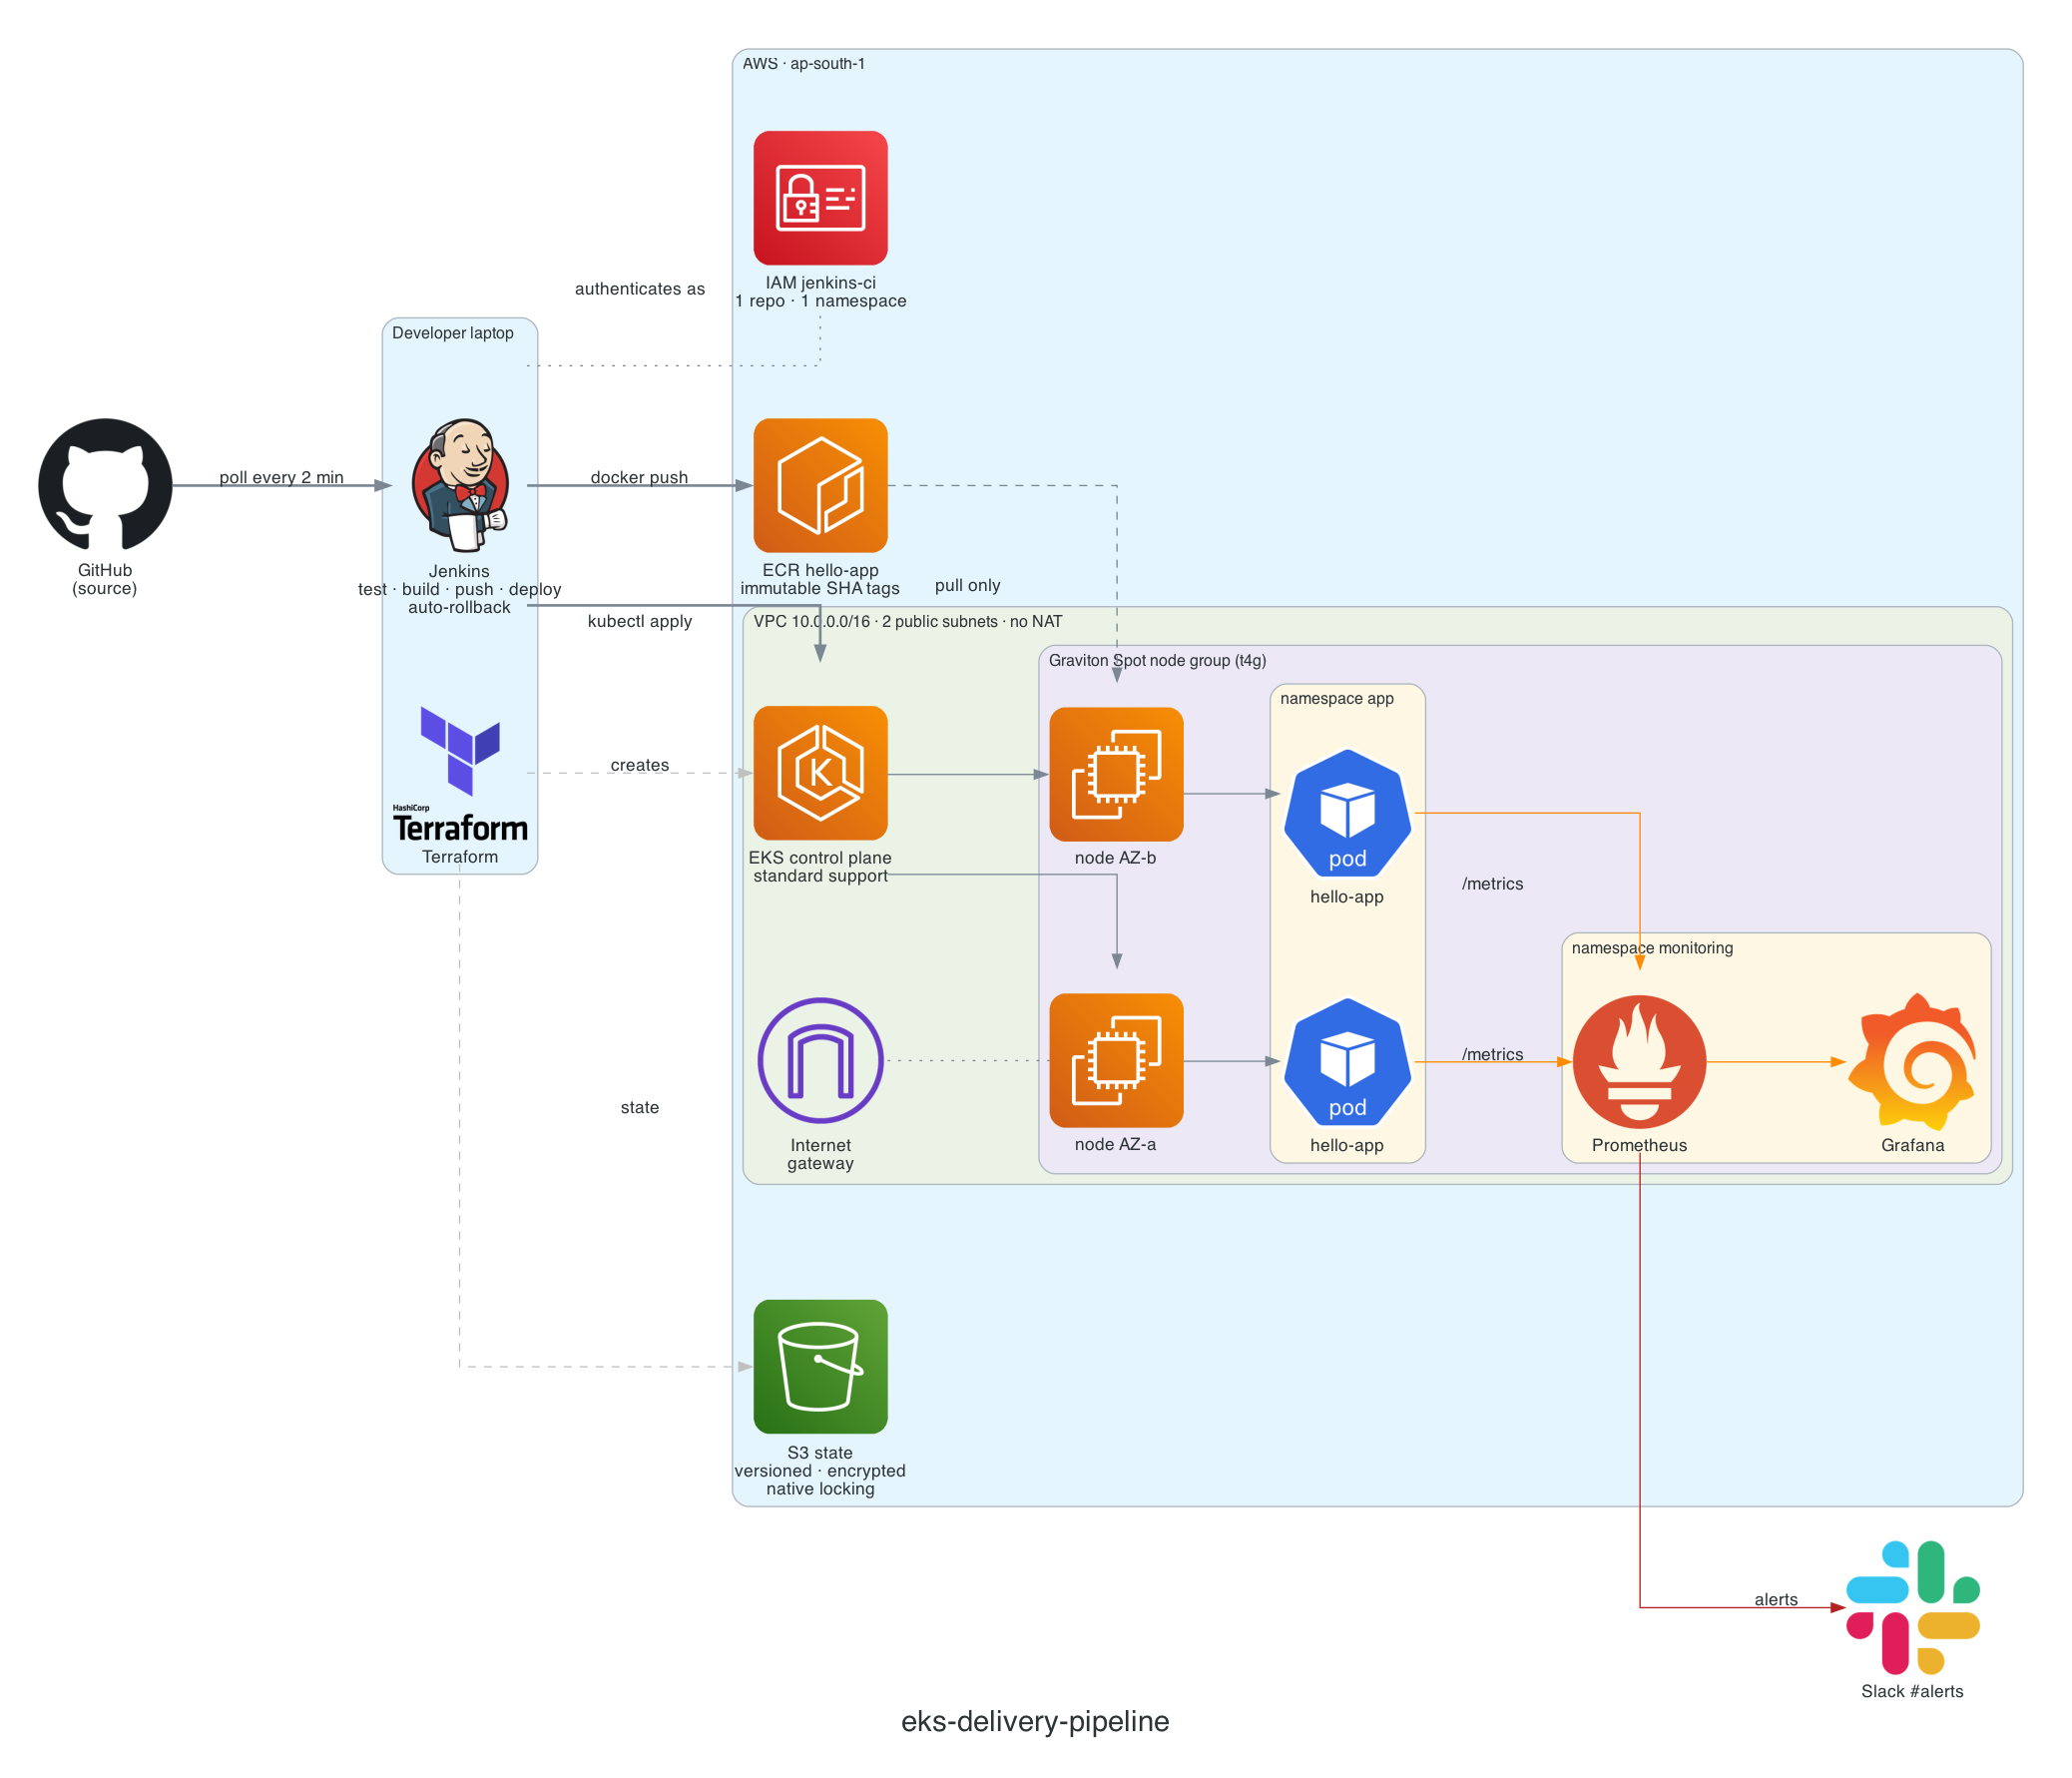 AWS · ap-south-1
IAM jenkins-ci
1 repo · 1 namespace
authenticates as
Developer laptop
poll every 2 min
docker push
GitHub
(source)
Jenkins
test · build · push · deploy
auto-rollback
ECR hello-app
immutable SHA tags
pull only
kubectl apply
VPC 10.0.0.0/16 · 2 public subnets · no NAT
Graviton Spot node group (t4g)
namespace app
creates
HashiCorp
Terraform
Terraform
EKS control plane
standard support
node AZ-b
pod
hello-app
/metrics
namespace monitoring
/metrics
state
Internet
gateway
node AZ-a
pod
hello-app
Prometheus
Grafana
S3 state
versioned · encrypted
native locking
alerts
Slack #alerts
eks-delivery-pipeline